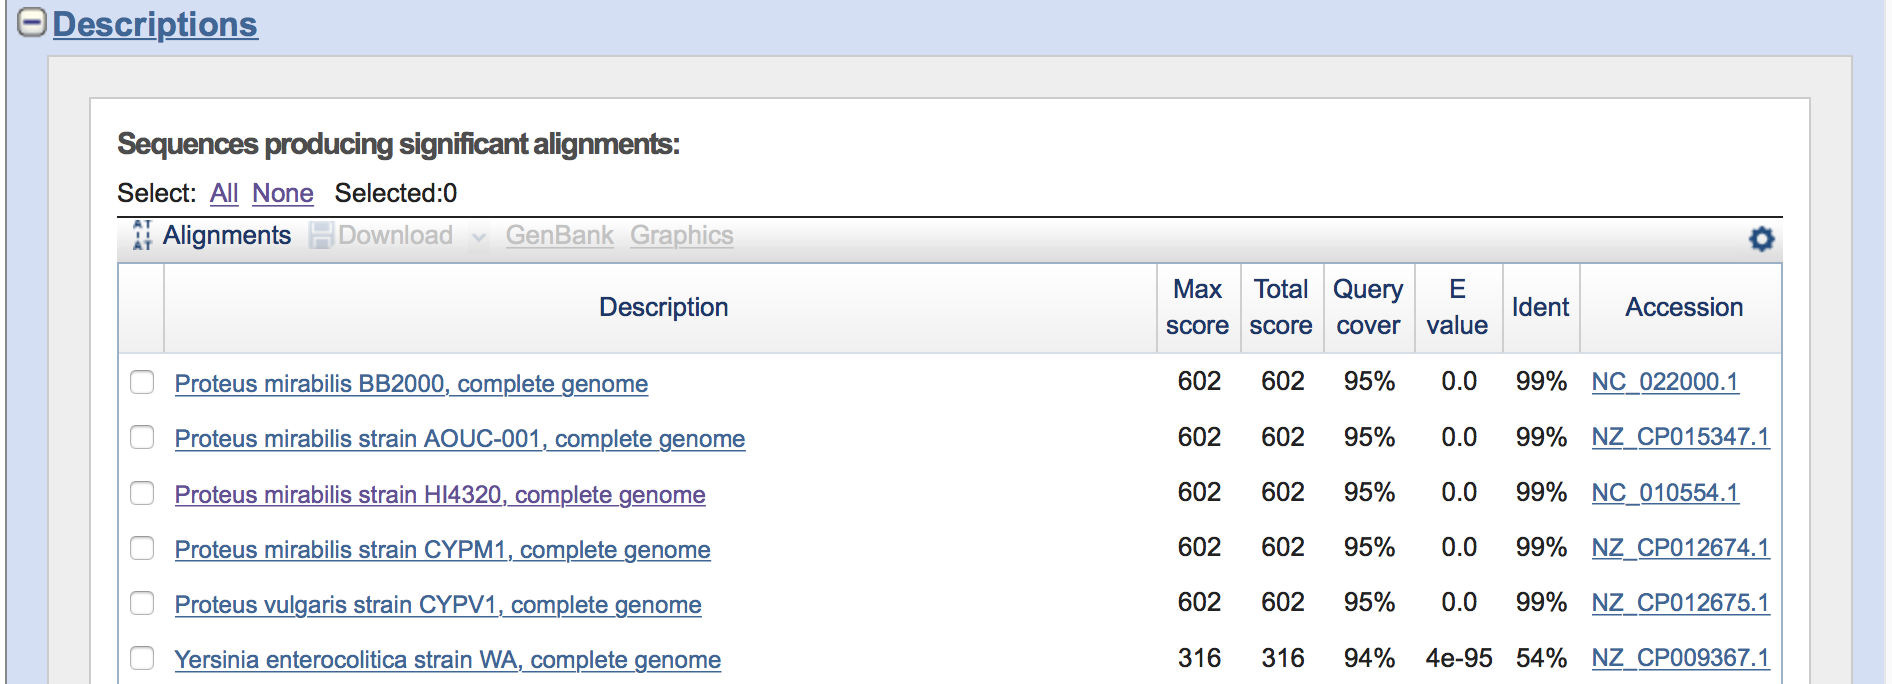 Descriptions
Sequences producing significant alignments:
Select: All None Selected:0
Alignments Download GenBank Graphics
Description Max score Total score Query cover E value Ident Accession
Proteus mirabilis BB2000, complete genome 602 602 95% 0.0 99% NC_022000.1
Proteus mirabilis strain AOUC-001, complete genome 602 602 95% 0.0 99% NZ_CP015347.1
Proteus mirabilis strain HI4320, complete genome 602 602 95% 0.0 99% NC_010554.1
Proteus mirabilis strain CYPM1, complete genome 602 602 95% 0.0 99% NZ_CP012674.1
Proteus vulgaris strain CYPV1, complete genome 602 602 95% 0.0 99% NZ_CP012675.1
Yersinia enterocolitica strain WA, complete genome 316 316 94% 4e-95 54% NZ_CP009367.1